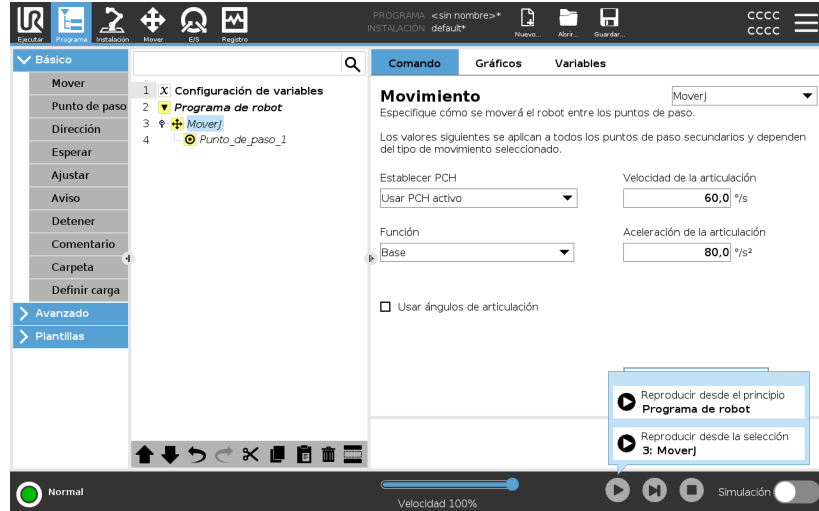 UR
PROGRAMA <sin nombre>*
INSTALACIÓN default*
cccc
cccc
Ejecutar Programa Instalación Mover E/S Registro Nuevo... Abrir... Guardar...
Básico
Mover
Punto de paso
Dirección
Esperar
Ajustar
Aviso
Detener
Comentario
Carpeta
Definir carga
Avanzado
Plantillas
1 X Configuración de variables
2 Programa de robot
3 MoverJ
4 Punto_de_paso_1
Comando Gráficos Variables
Movimiento MoverJ
Especifique cómo se moverá el robot entre los puntos de paso.
Los valores siguientes se aplican a todos los puntos de paso secundarios y dependen
del tipo de movimiento seleccionado.
Establecer PCH Velocidad de la articulación
Usar PCH activo 60,0 °/s
Función Aceleración de la articulación
Base 80,0 °/s²
Usar ángulos de articulación
Reproducir desde el principio
Programa de robot
Reproducir desde la selección
3: MoverJ
Normal
Velocidad 100%
Simulación